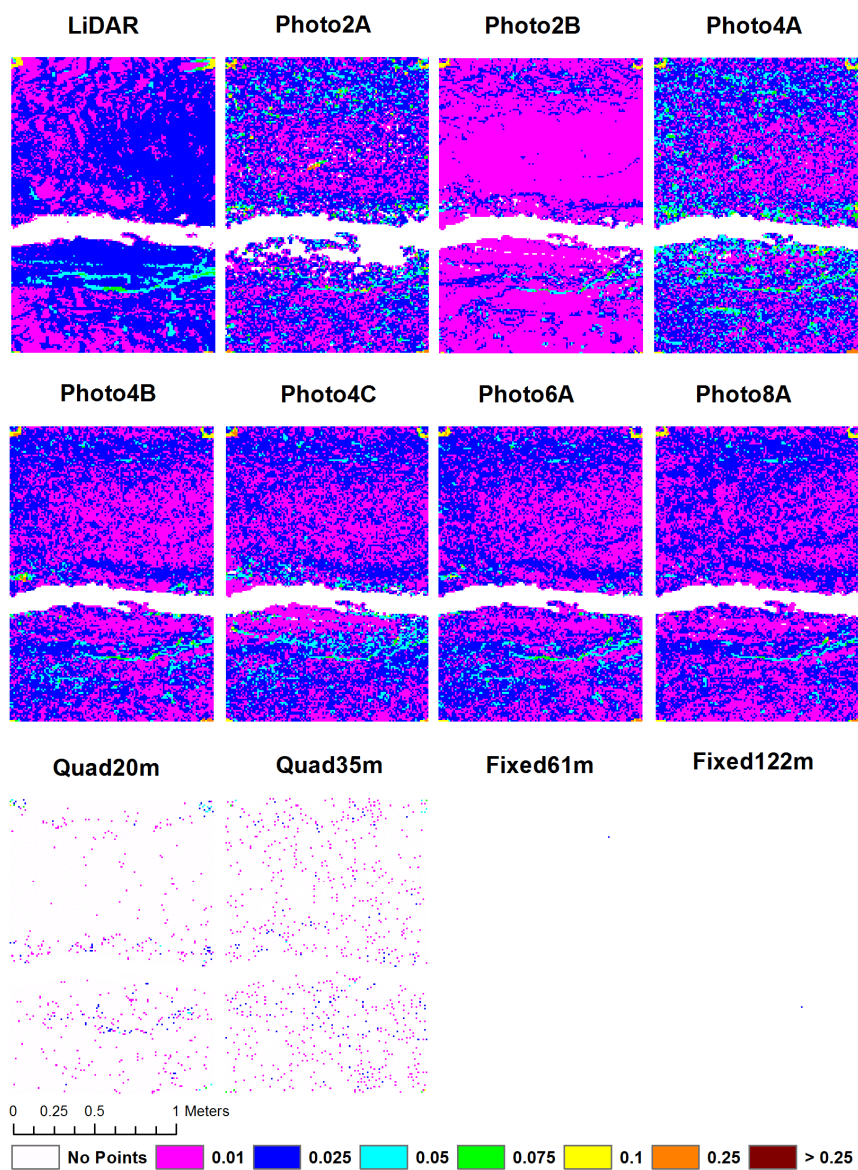 LiDAR Photo2A Photo2B Photo4A
Photo4B Photo4C Photo6A Photo8A
Quad20m Quad35m Fixed61m Fixed122m
0 0.25 0.5 1 Meters
No Points 0.01 0.025 0.05 0.075 0.1 0.25 > 0.25